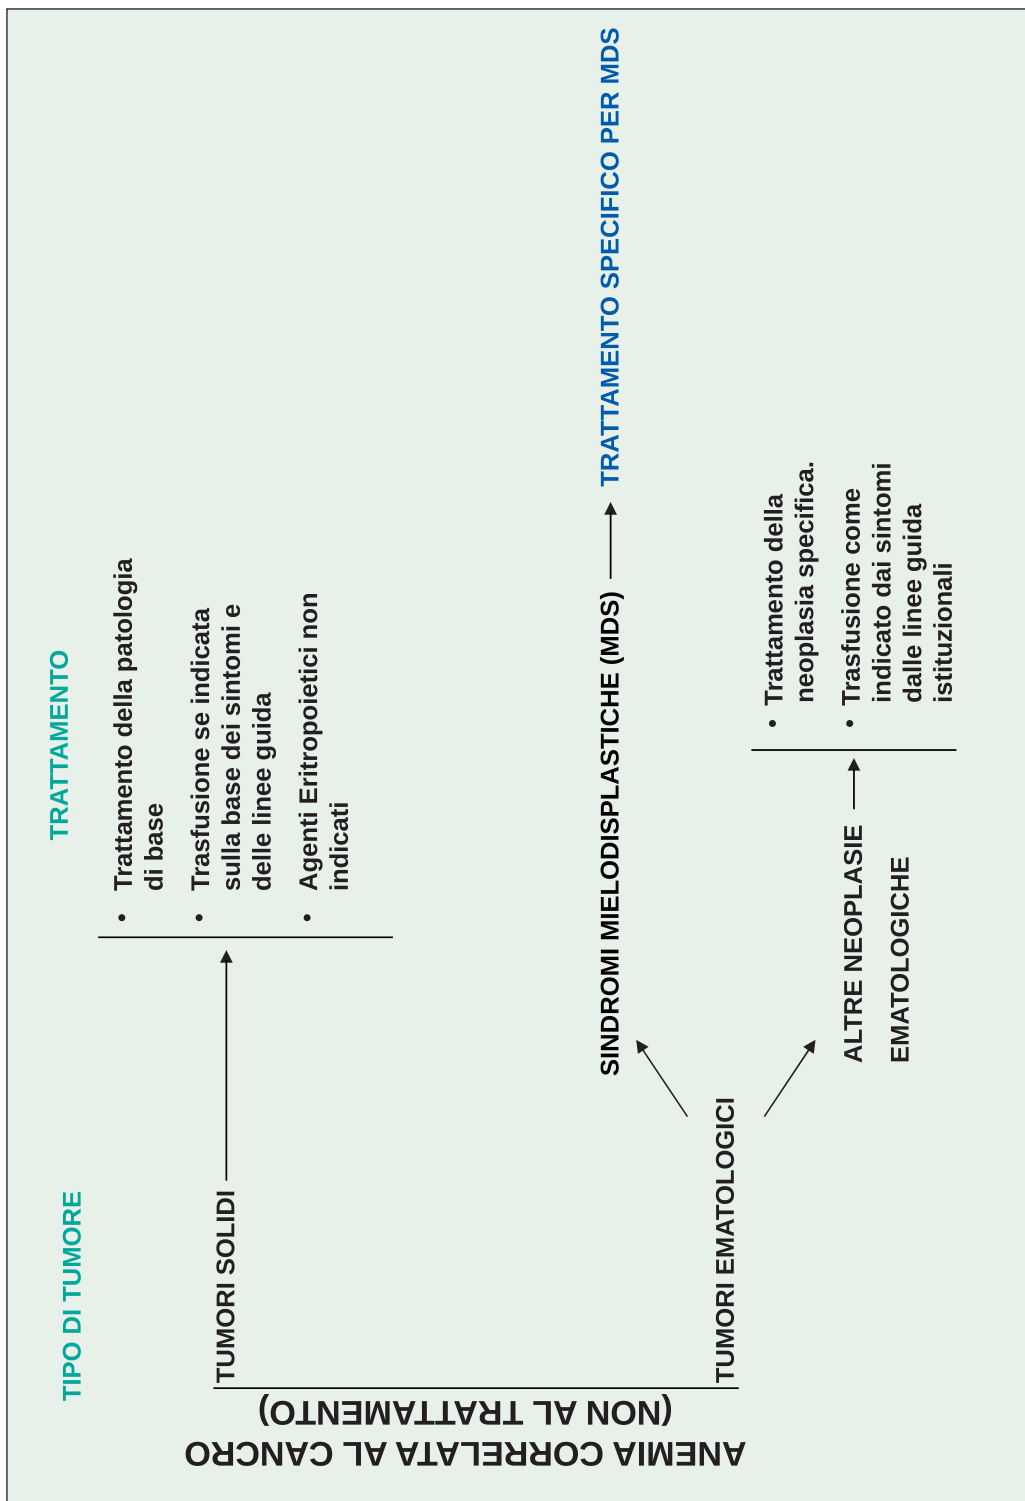 ANEMIA CORRELATA AL CANCRO
(NON AL TRATTAMENTO)
TIPO DI TUMORE
TRATTAMENTO
TUMORI SOLIDI
• Trattamento della patologia
di base
• Trasfusione se indicata
sulla base dei sintomi e
delle linee guida
• Agenti Eritropoietici non
indicati
TUMORI EMATOLOGICI
SINDROMI MIELODISPLASTICHE (MDS)
TRATTAMENTO SPECIFICO PER MDS
ALTRE NEOPLASIE
EMATOLOGICHE
• Trattamento della
neoplasia specifica.
• Trasfusione come
indicato dai sintomi
dalle linee guida
istituzionali